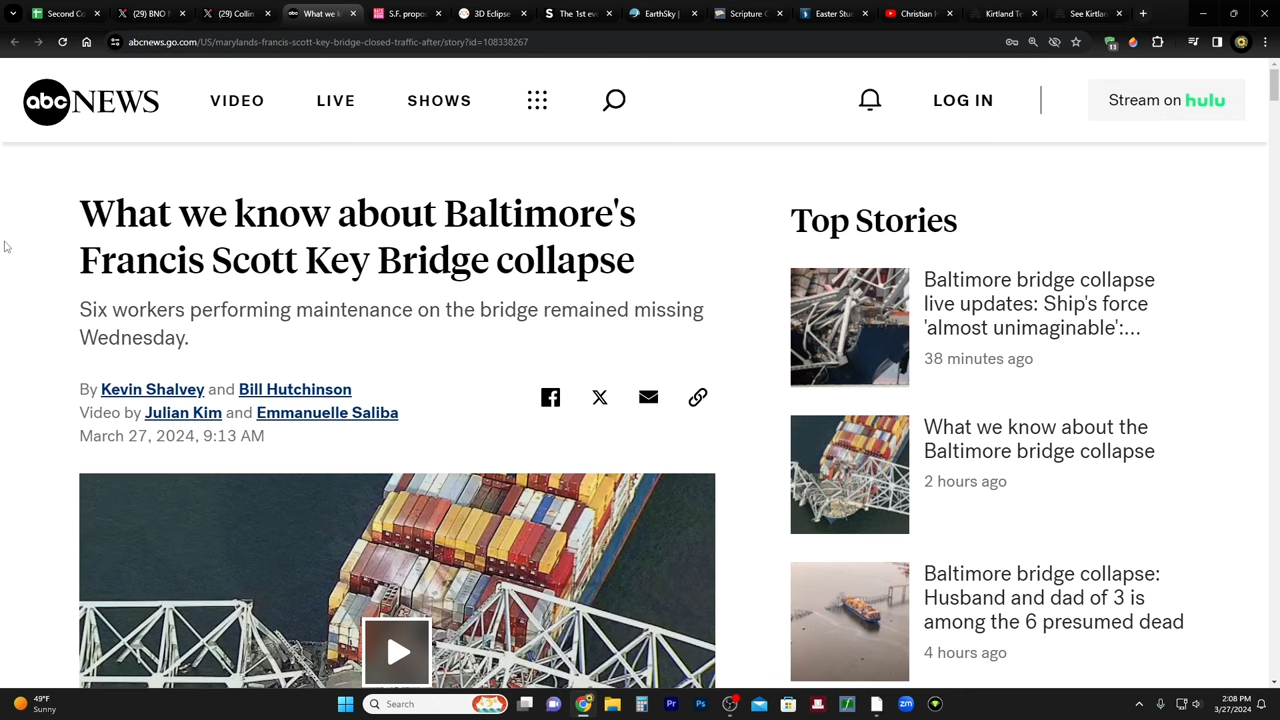 Second Co
(29) BNO N
(29) Colin
What we k
S.F. propo
3D Eclipse
The 1st ev
EarthSky |
Scripture C
Easter Stu
Christian
Kirtland Te
See Kirtlan
abcnews.go.com/US/marylands-francis-scott-key-bridge-closed-traffic-after/story?id=108338267
11
abc NEWS
VIDEO
LIVE
SHOWS
LOG IN
Stream on hulu
What we know about Baltimore's
Francis Scott Key Bridge collapse
Six workers performing maintenance on the bridge remained missing
Wednesday.
By Kevin Shalvey and Bill Hutchinson
Video by Julian Kim and Emmanuelle Saliba
March 27, 2024, 9:13 AM
Top Stories
Baltimore bridge collapse
live updates: Ship's force
'almost unimaginable':...
38 minutes ago
What we know about the
Baltimore bridge collapse
2 hours ago
Baltimore bridge collapse:
Husband and dad of 3 is
among the 6 presumed dead
4 hours ago
49°F
Sunny
Search
2:08 PM
3/27/2024